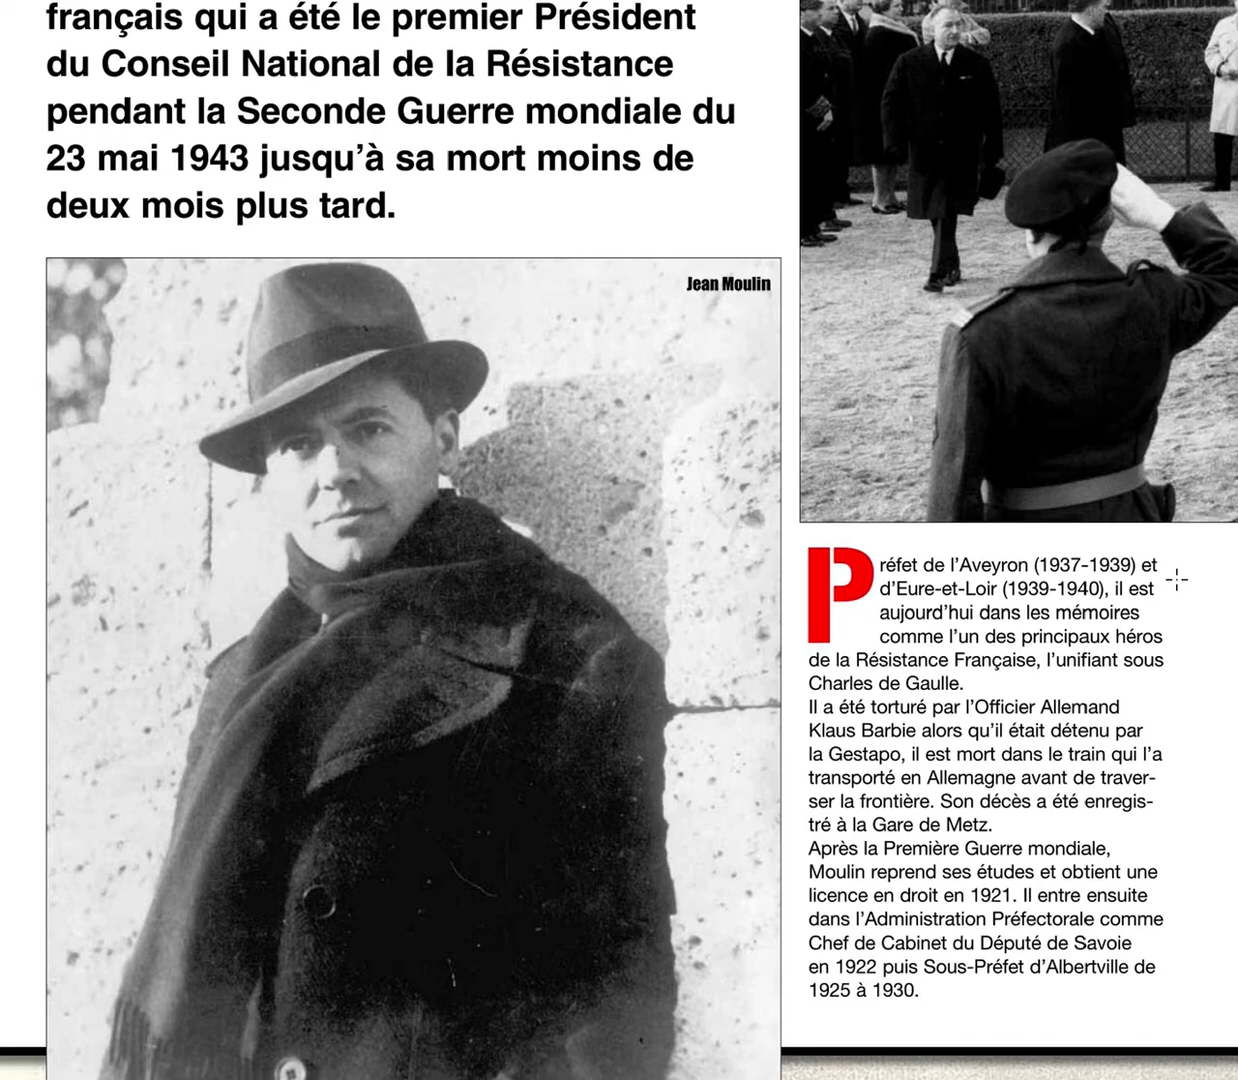 français qui a été le premier Président
du Conseil National de la Résistance
pendant la Seconde Guerre mondiale du
23 mai 1943 jusqu’à sa mort moins de
deux mois plus tard.
Jean Moulin
Préfet de l’Aveyron (1937-1939) et
d’Eure-et-Loir (1939-1940), il est
aujourd’hui dans les mémoires
comme l’un des principaux héros
de la Résistance Française, l’unifiant sous
Charles de Gaulle.
Il a été torturé par l’Officier Allemand
Klaus Barbie alors qu’il était détenu par
la Gestapo, il est mort dans le train qui l’a
transporté en Allemagne avant de traver-
ser la frontière. Son décès a été enregis-
tré à la Gare de Metz.
Après la Première Guerre mondiale,
Moulin reprend ses études et obtient une
licence en droit en 1921. Il entre ensuite
dans l’Administration Préfectorale comme
Chef de Cabinet du Député de Savoie
en 1922 puis Sous-Préfet d’Albertville de
1925 à 1930.